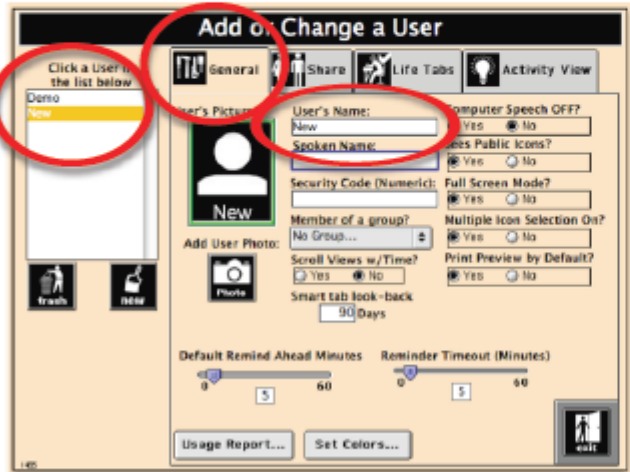 Add or Change a User
Click a User in
the list below
Demo
New
trash
new
General
Share
Life Tabs
Activity View
User's Picture
New
Add User Photo:
Photo
User's Name:
New
Spoken Name:
Security Code (Numeric):
Member of a group?
No Group...
Scroll Views w/Time?
Yes No
Smart tab look-back
90 Days
Computer Speech OFF?
Yes No
Sees Public Icons?
Yes No
Full Screen Mode?
Yes No
Multiple Icon Selection On?
Yes No
Print Preview by Default?
Yes No
Default Remind Ahead Minutes
0 60
5
Reminder Timeout (Minutes)
0 60
5
Usage Report...
Set Colors...
exit